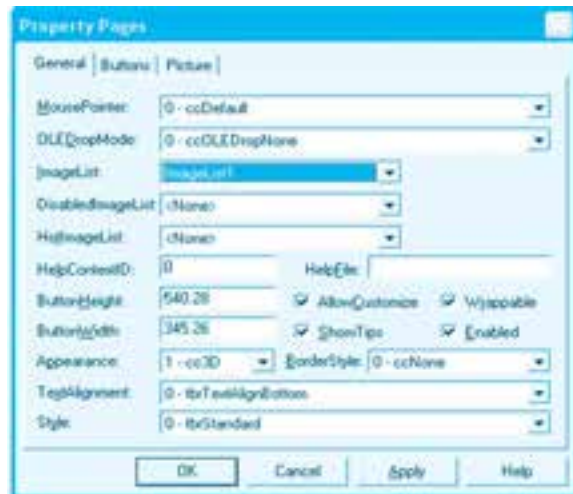 Property Pages
General Buttons Picture
MousePointer: 0 - ccDefault
OLEDropMode: 0 - ccOLEDropNone
ImageList: ImageList1
DisabledImageList <None>
HotImageList: <None>
HelpContextID: 0 HelpFile:
ButtonHeight: 540.28 AllowCustomize Wrappable
ButtonWidth: 345.26 ShowTips Enabled
Appearance: 1 - cc3D BorderStyle: 0 - ccNone
TextAlignment: 0 - tbrTextAlignBottom
Style: 0 - tbrStandard
OK Cancel Apply Help